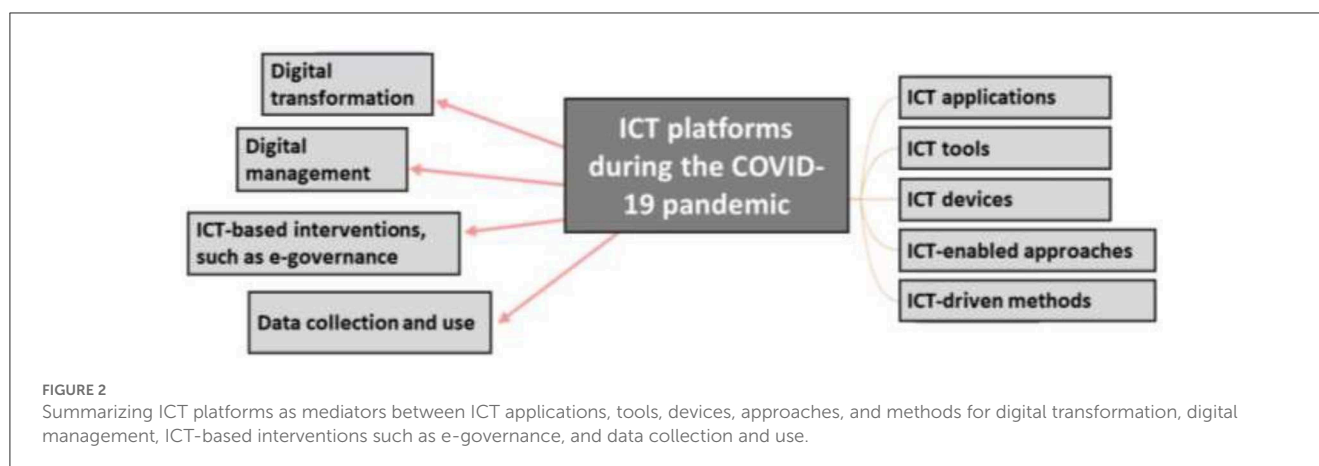 Digital
transformation
Digital
management
ICT-based interventions,
such as e-governance
Data collection and use
ICT platforms
during the COVID-
19 pandemic
ICT applications
ICT tools
ICT devices
ICT-enabled approaches
ICT-driven methods
FIGURE 2
Summarizing ICT platforms as mediators between ICT applications, tools, devices, approaches, and methods for digital transformation, digital
management, ICT-based interventions such as e-governance, and data collection and use.